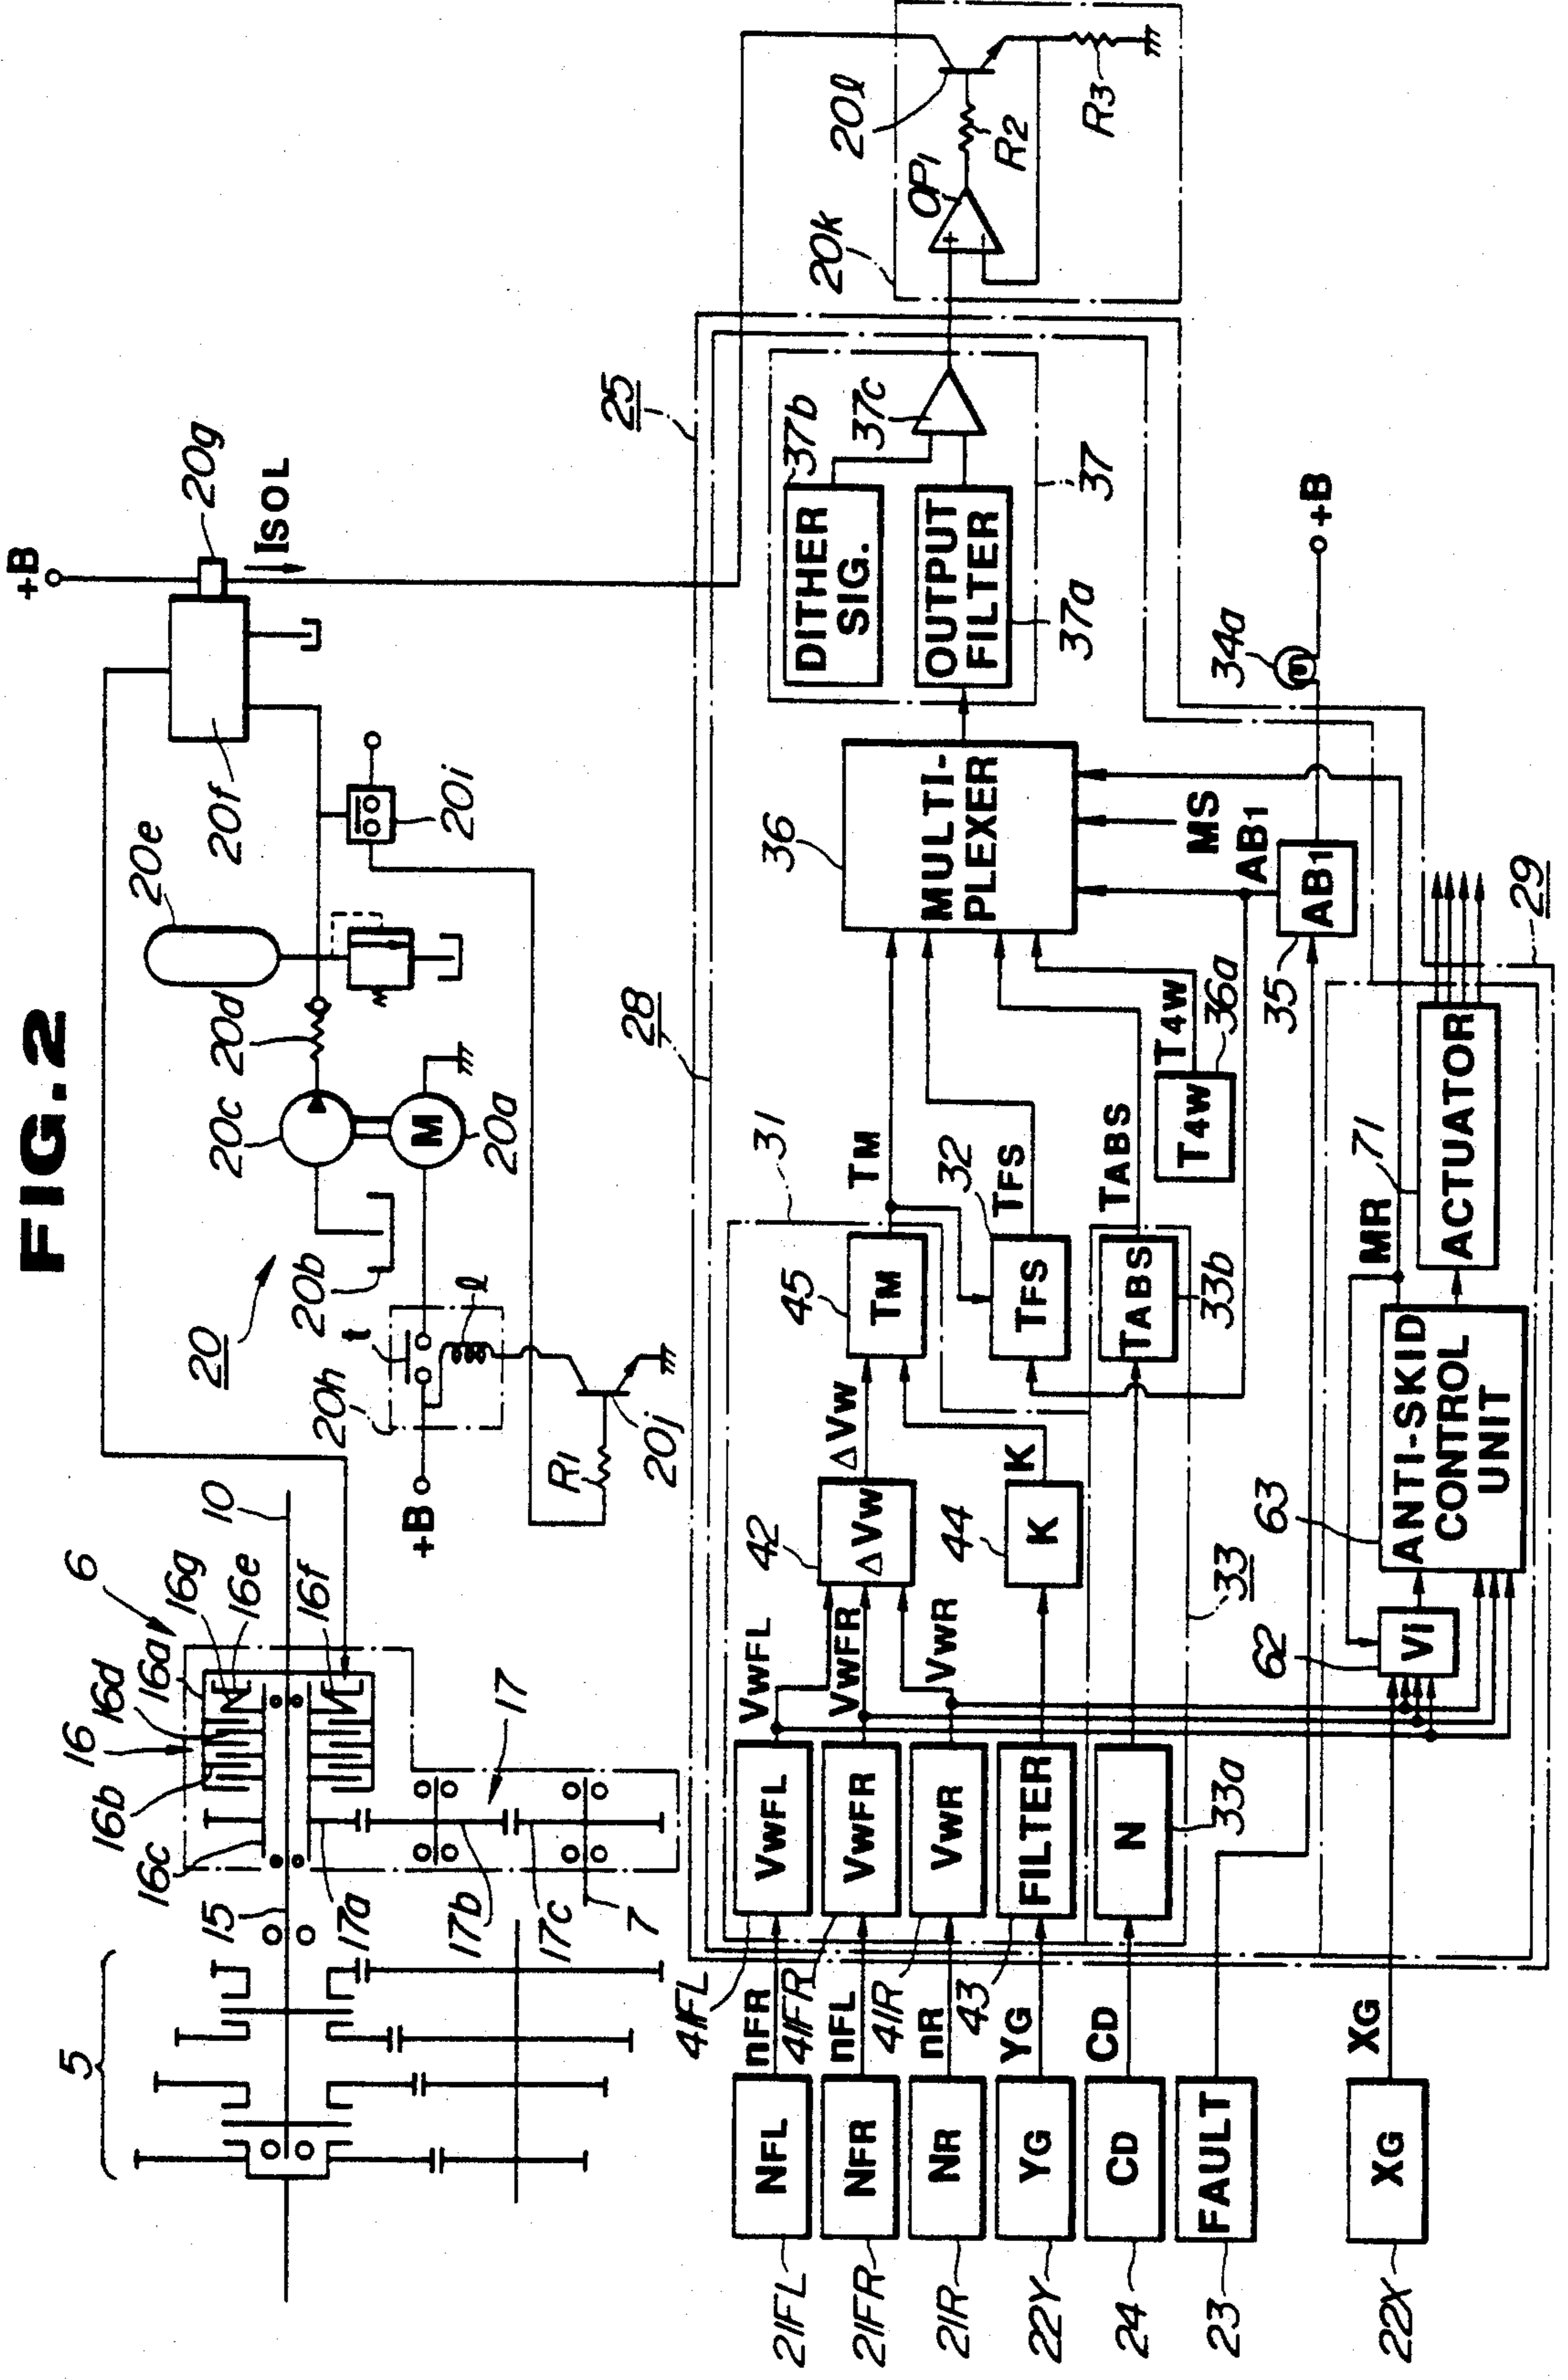 FIG.2
5
15
16
16a
16b
16c
16d
16e
16f
16g
6
10
17
17a
17b
17c
7
20
20h
t
l
20b
20c
20d
20e
20f
20g
+B
ISOL
M
20a
20i
+B
R1
20j
25
28
31
21FL
NFL
nFR
41FL
VWFL
VWFL
21FR
NFR
nFL
41FR
VWFR
VWFR
21R
NR
nR
41R
VWR
VWR
22Y
YG
YG
43
FILTER
24
CD
CD
N
33a
23
FAULT
22X
XG
XG
42
ΔVW
ΔVW
44
K
K
45
TM
TM
32
TFS
TFS
33
33b
TABS
TABS
T4W
T4W
36a
36
MULTI-
PLEXER
MS
AB1
AB1
35
34a
+B
37
37a
OUTPUT
FILTER
37b
DITHER
SIG.
37c
20k
OP1
R2
20l
R3
29
62
VI
63
ANTI-SKID
CONTROL
UNIT
MR
71
ACTUATOR